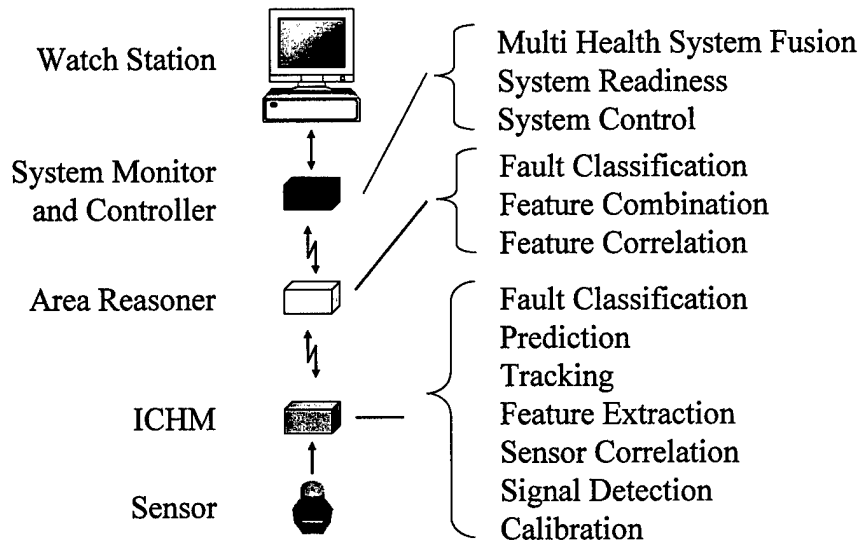 Watch Station
System Monitor
and Controller
Area Reasoner
ICHM
Sensor
Multi Health System Fusion
System Readiness
System Control
Fault Classification
Feature Combination
Feature Correlation
Fault Classification
Prediction
Tracking
Feature Extraction
Sensor Correlation
Signal Detection
Calibration